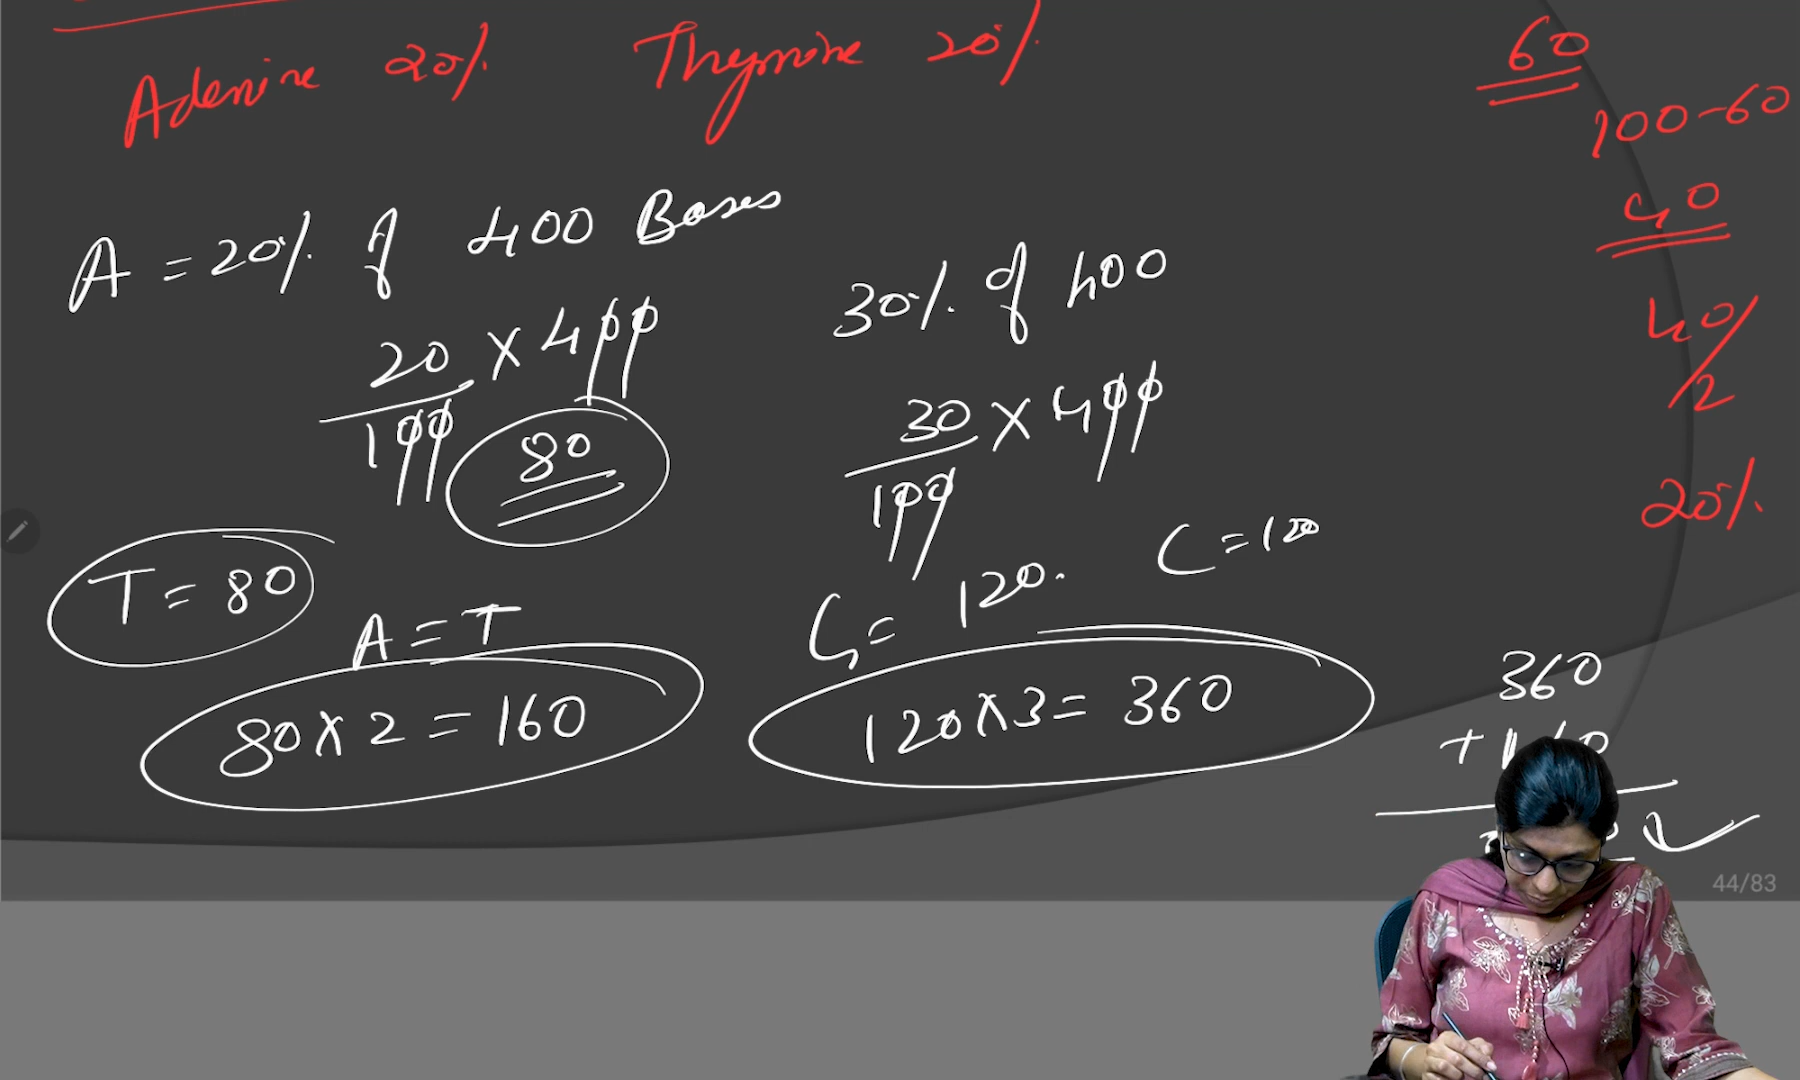 Adenine 20% Thymine 20%
60
100-60
40
40/2
20%
A = 20% of 400 Bases
20/100 × 400
80
T = 80
A = T
80 × 2 = 160
30% of 400
30/100 × 400
G = 120. C = 120
120 × 3 = 360
360
+
44/83